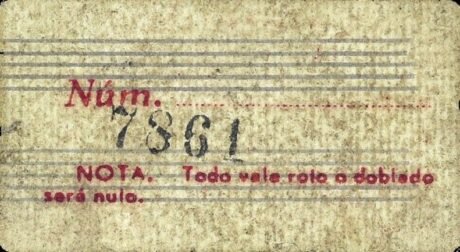 Núm. ....................
7861
NOTA. Todo vale roto o doblado
será nulo.